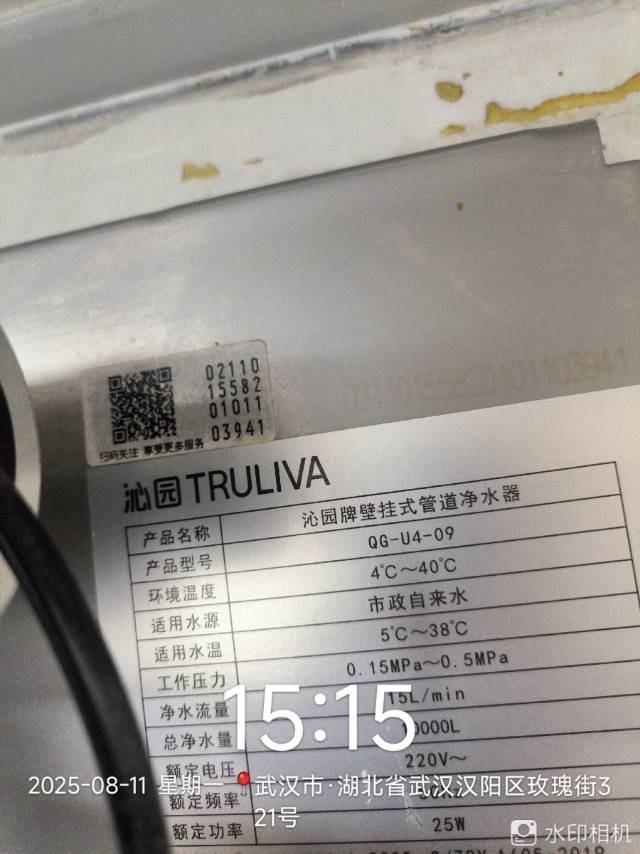 02110
15582
01011
03941
扫码关注 享受更多服务
02110155820101103941
沁园 TRULIVA
产品名称 沁园牌壁挂式管道净水器
产品型号 QG-U4-09
环境温度 4℃～40℃
适用水源 市政自来水
适用水温 5℃～38℃
工作压力 0.15MPa～0.5MPa
净水流量 15L/min
总净水量 10000L
额定电压 220V～
额定频率
额定功率 25W
15:15
2025-08-11 星期一 武汉市·湖北省武汉汉阳区玫瑰街3
21号
水印相机